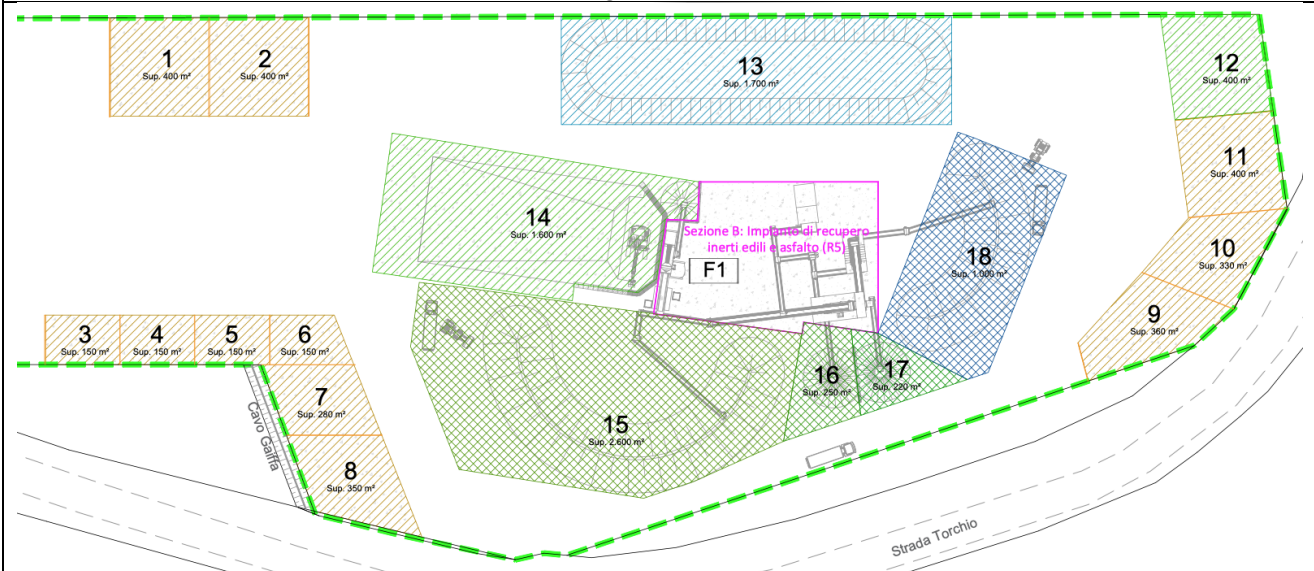 1
Sup. 400 m²
2
Sup. 400 m²
13
Sup. 1.700 m²
12
Sup. 400 m²
11
Sup. 400 m²
14
Sup. 1.600 m²
Sezione B: Impianto di recupero
inerti edili e asfalto (R5)
F1
18
Sup. 1.000 m²
10
Sup. 330 m²
9
Sup. 360 m²
3
Sup. 150 m²
4
Sup. 150 m²
5
Sup. 150 m²
6
Sup. 150 m²
7
Sup. 280 m²
8
Sup. 350 m²
Cavo Gaiffa
15
Sup. 2.600 m²
16
Sup. 250 m²
17
Sup. 220 m²
Strada Torchio